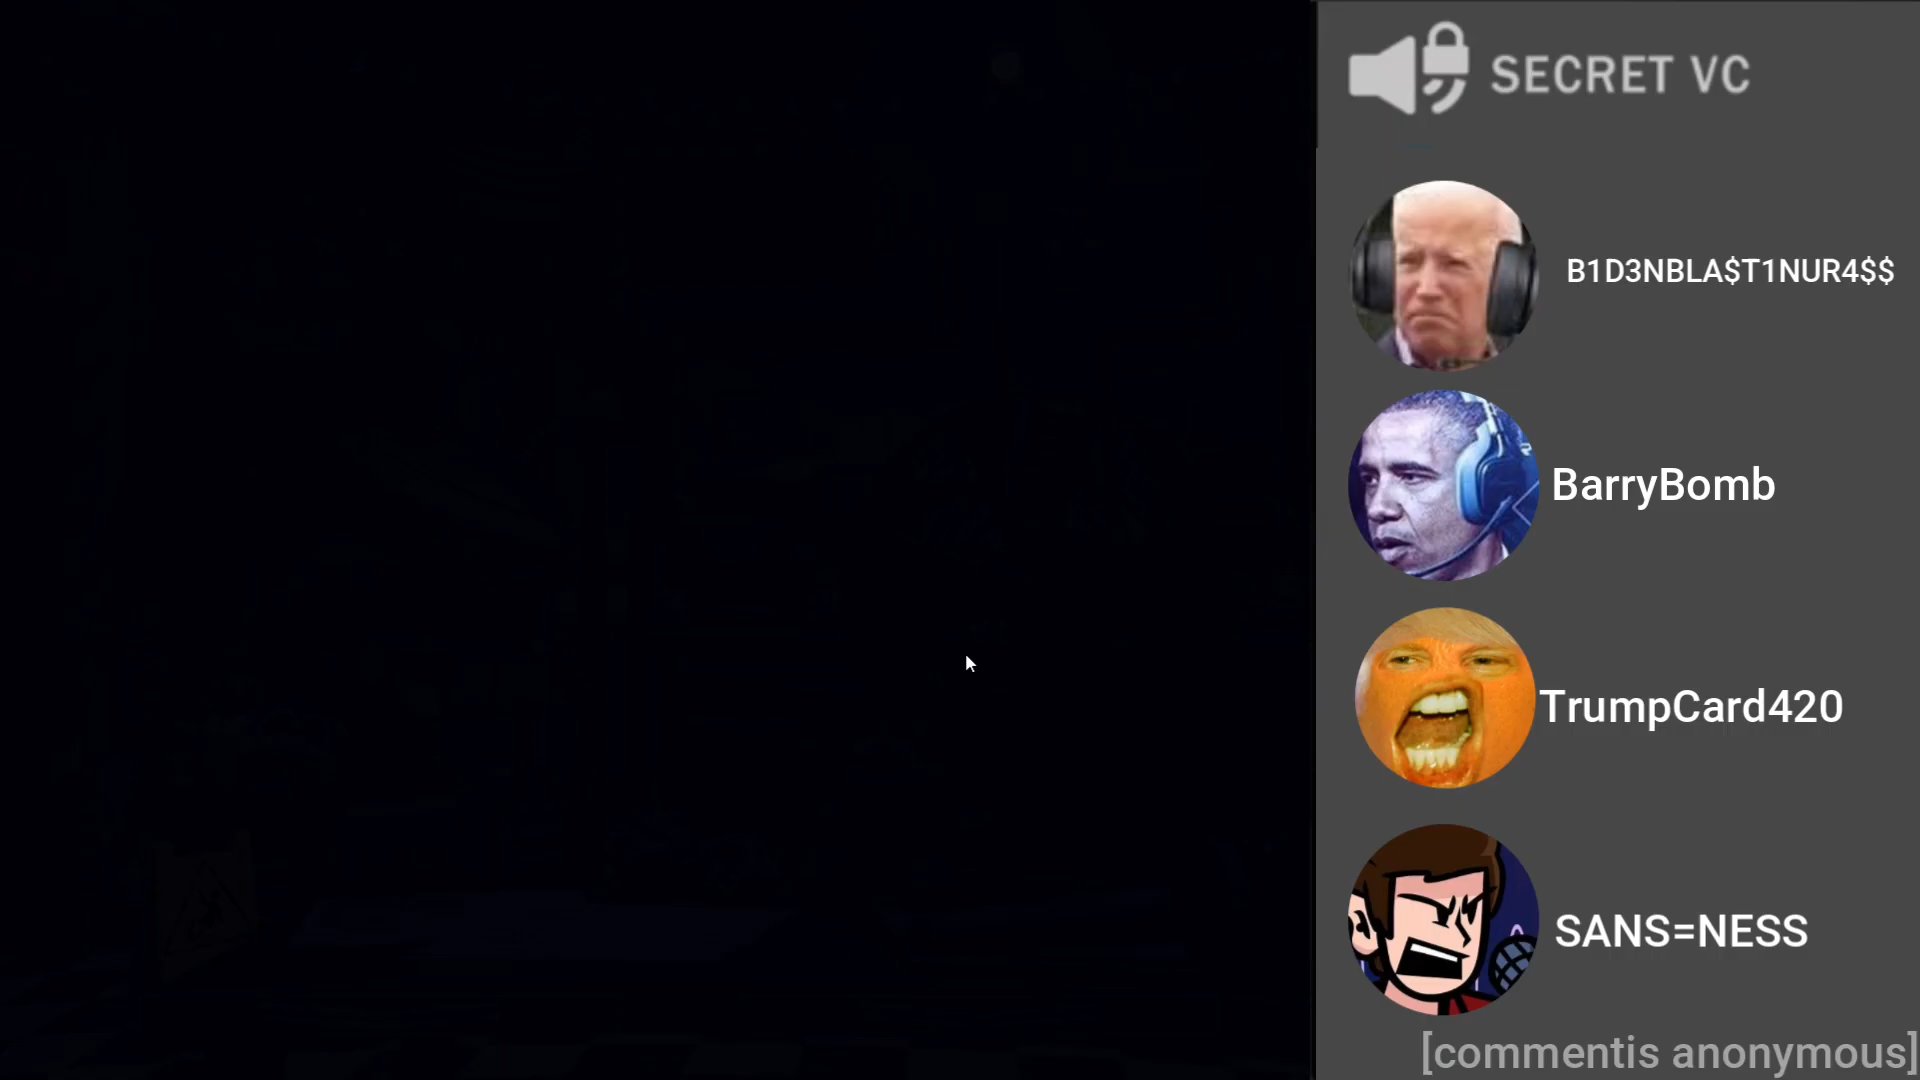 SECRET VC
B1D3NBLA$T1NUR4$$
BarryBomb
TrumpCard420
SANS=NESS
[commentis anonymous]